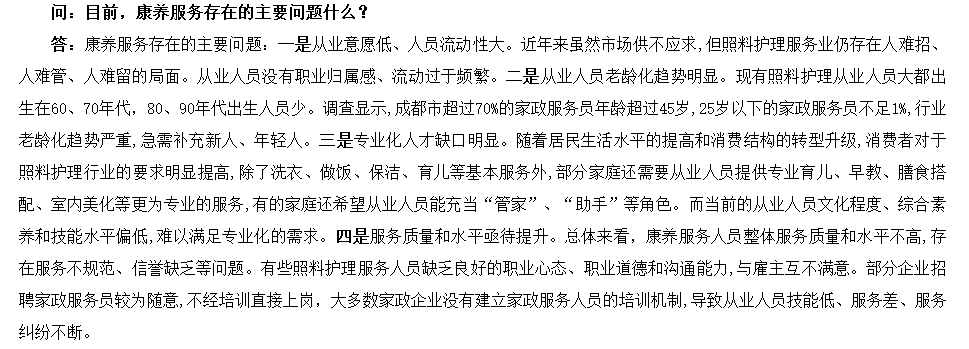 问：目前，康养服务存在的主要问题什么？
答：康养服务存在的主要问题：一是从业意愿低、人员流动性大。近年来虽然市场供不应求,但照料护理服务业仍存在人难招、
人难管、人难留的局面。从业人员没有职业归属感、流动过于频繁。二是从业人员老龄化趋势明显。现有照料护理从业人员大都出
生在60、70年代，80、90年代出生人员少。调查显示,成都市超过70%的家政服务员年龄超过45岁,25岁以下的家政服务员不足1%,行业
老龄化趋势严重,急需补充新人、年轻人。三是专业化人才缺口明显。随着居民生活水平的提高和消费结构的转型升级,消费者对于
照料护理行业的要求明显提高,除了洗衣、做饭、保洁、育儿等基本服务外,部分家庭还需要从业人员提供专业育儿、早教、膳食搭
配、室内美化等更为专业的服务,有的家庭还希望从业人员能充当“管家”、“助手”等角色。而当前的从业人员文化程度、综合素
养和技能水平偏低,难以满足专业化的需求。四是服务质量和水平亟待提升。总体来看，康养服务人员整体服务质量和水平不高,存
在服务不规范、信誉缺乏等问题。有些照料护理服务人员缺乏良好的职业心态、职业道德和沟通能力,与雇主互不满意。部分企业招
聘家政服务员较为随意,不经培训直接上岗，大多数家政企业没有建立家政服务人员的培训机制,导致从业人员技能低、服务差、服务
纠纷不断。